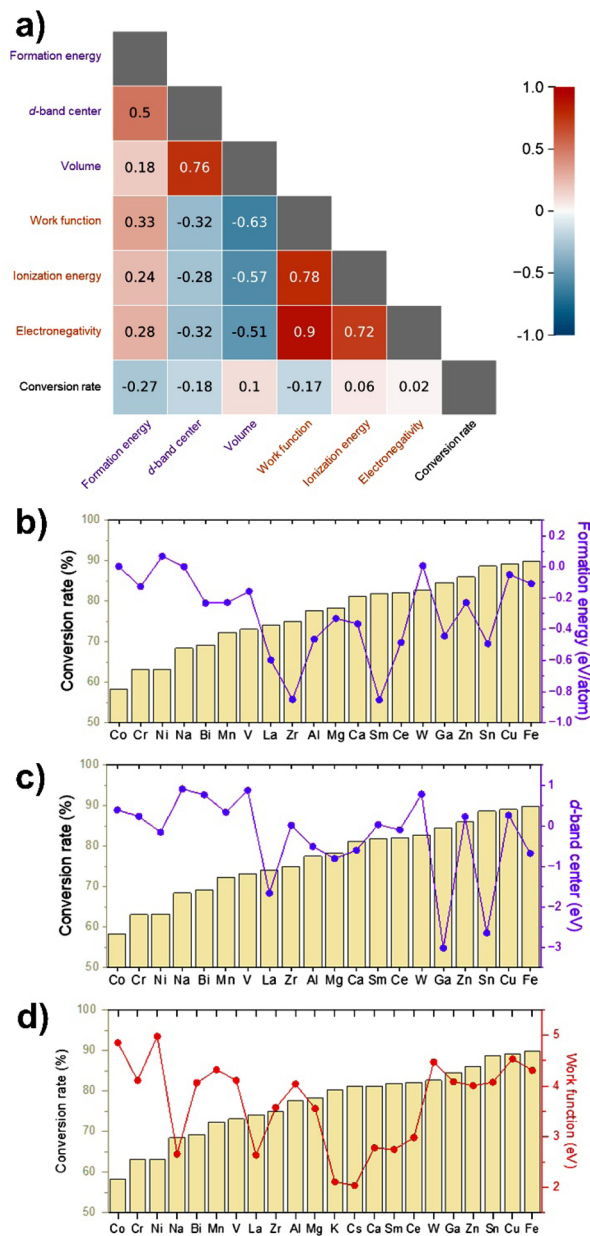 a)
Formation energy
d-band center
0.5
Volume
0.18 0.76
Work function
0.33 -0.32 -0.63
Ionization energy
0.24 -0.28 -0.57 0.78
Electronegativity
0.28 -0.32 -0.51 0.9 0.72
Conversion rate
-0.27 -0.18 0.1 -0.17 0.06 0.02
Formation energy
d-band center
Volume
Work function
Ionization energy
Electronegativity
Conversion rate
1.0
0.5
0
-0.5
-1.0
b)
Conversion rate (%)
100
90
80
70
60
50
Co Cr Ni Na Bi Mn V La Zr Al Mg Ca Sm Ce W Ga Zn Sn Cu Fe
0.2
0.0
-0.2
-0.4
-0.6
-0.8
-1.0
Formation energy
(eV/atom)
c)
Conversion rate (%)
100
90
80
70
60
50
Co Cr Ni Na Bi Mn V La Zr Al Mg Ca Sm Ce W Ga Zn Sn Cu Fe
1
0
-1
-2
-3
d-band center
(eV)
d)
Conversion rate (%)
100
90
80
70
60
50
Co Cr Ni Na Bi Mn V La Zr Al Mg K Cs Ca Sm Ce W Ga Zn Sn Cu Fe
5
4
3
2
Work function
(eV)